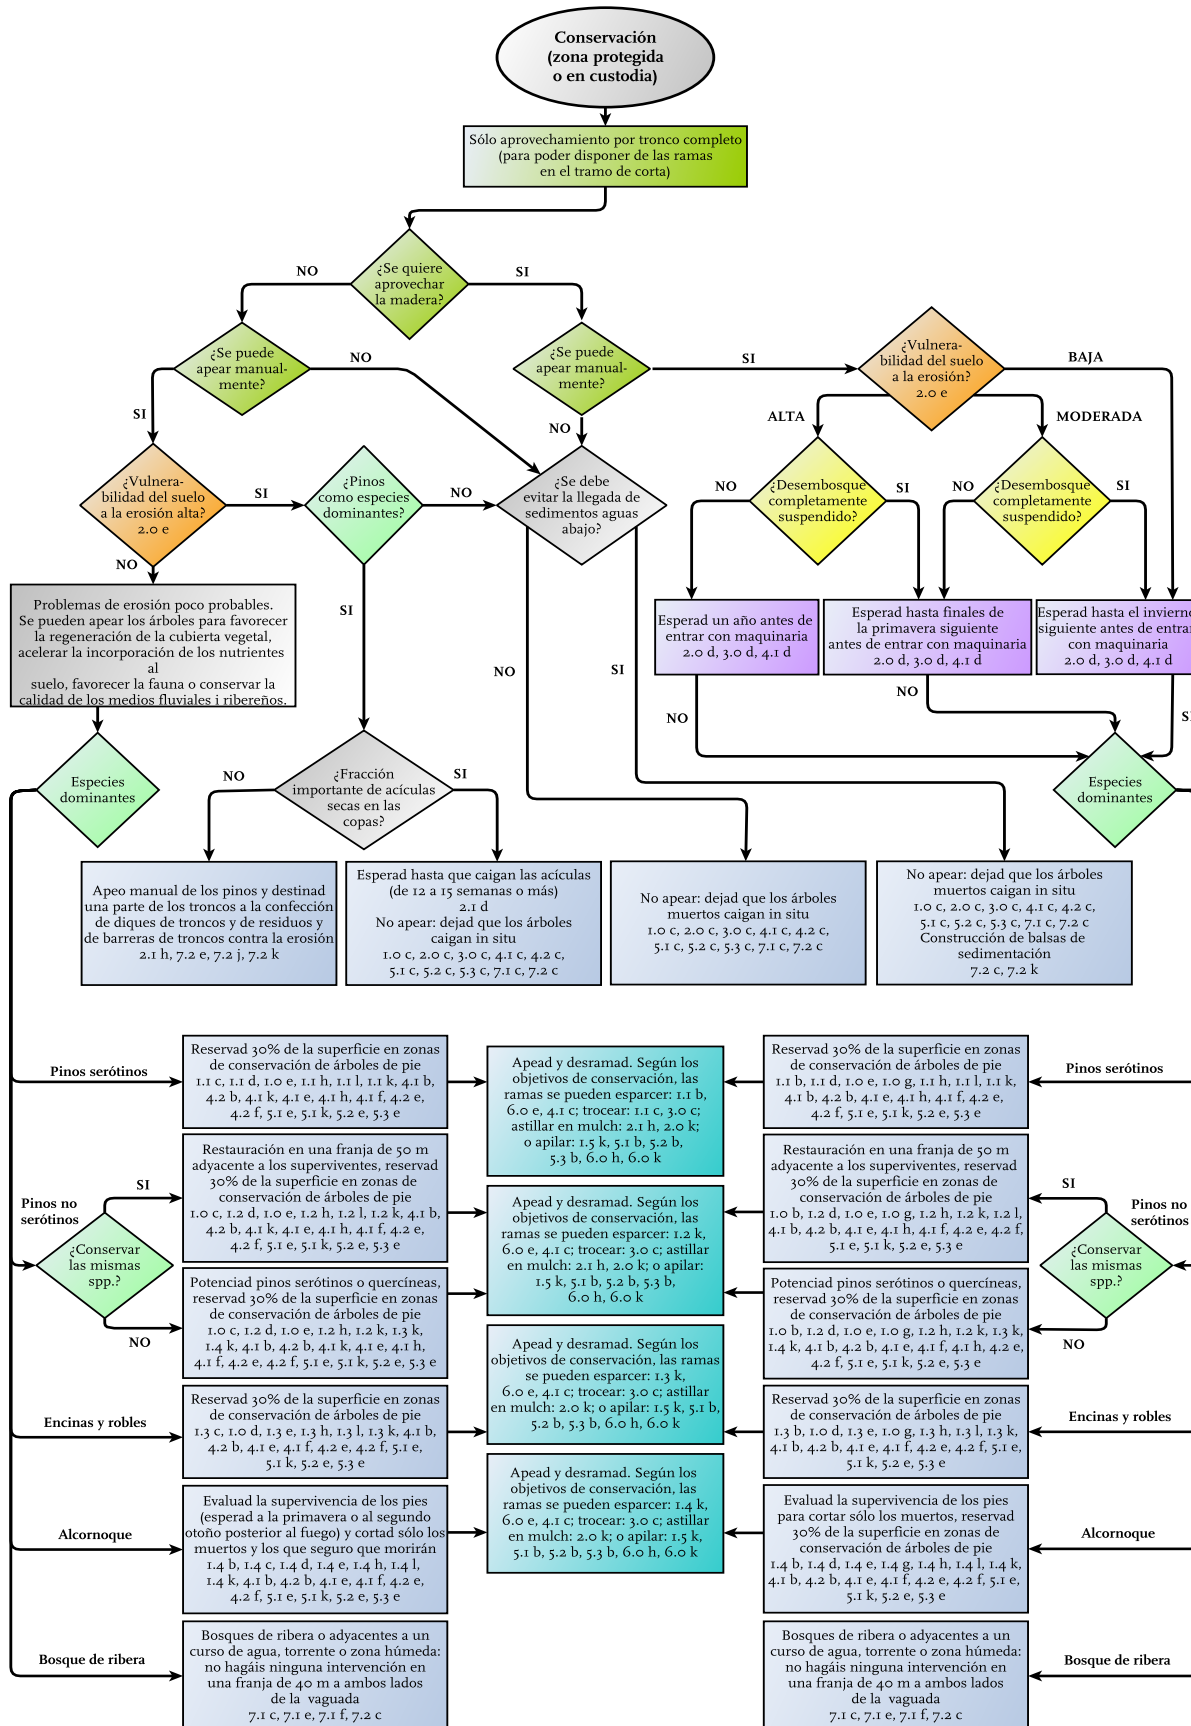 Conservación
(zona protegida
o en custodia)
Sólo aprovechamiento por tronco completo
(para poder disponer de las ramas
en el tramo de corta)
¿Se quiere
aprovechar
la madera?
NO
SI
¿Se puede
apear manual-
mente?
NO
SI
¿Se puede
apear manual-
mente?
SI
NO
¿Vulnera-
bilidad del suelo
a la erosión?
2.0 e
BAJA
ALTA
MODERADA
¿Vulnera-
bilidad del suelo
a la erosión alta?
2.0 e
SI
NO
¿Pinos
como especies
dominantes?
NO
SI
¿Se debe
evitar la llegada de
sedimentos aguas
abajo?
NO
SI
¿Desembosque
completamente
suspendido?
NO
SI
¿Desembosque
completamente
suspendido?
NO
SI
Problemas de erosión poco probables.
Se pueden apear los árboles para favorecer
la regeneración de la cubierta vegetal,
acelerar la incorporación de los nutrientes
al
suelo, favorecer la fauna o conservar la
calidad de los medios fluviales i ribereños.
Esperad un año antes de
entrar con maquinaria
2.0 d, 3.0 d, 4.1 d
Esperad hasta finales de
la primavera siguiente
antes de entrar con maquinaria
2.0 d, 3.0 d, 4.1 d
Esperad hasta el invierno
siguiente antes de entrar
con maquinaria
2.0 d, 3.0 d, 4.1 d
NO
NO
SI
Especies
dominantes
¿Fracción
importante de acículas
secas en las
copas?
NO
SI
Especies
dominantes
Apeo manual de los pinos y destinad
una parte de los troncos a la confección
de diques de troncos y de residuos y
de barreras de troncos contra la erosión
2.1 h, 7.2 e, 7.2 j, 7.2 k
Esperad hasta que caigan las acículas
(de 12 a 15 semanas o más)
2.1 d
No apear: dejad que los árboles
caigan in situ
1.0 c, 2.0 c, 3.0 c, 4.1 c, 4.2 c,
5.1 c, 5.2 c, 5.3 c, 7.1 c, 7.2 c
No apear: dejad que los árboles
muertos caigan in situ
1.0 c, 2.0 c, 3.0 c, 4.1 c, 4.2 c,
5.1 c, 5.2 c, 5.3 c, 7.1 c, 7.2 c
No apear: dejad que los árboles
muertos caigan in situ
1.0 c, 2.0 c, 3.0 c, 4.1 c, 4.2 c,
5.1 c, 5.2 c, 5.3 c, 7.1 c, 7.2 c
Construcción de balsas de
sedimentación
7.2 c, 7.2 k
Pinos serótinos
Reservad 30% de la superficie en zonas
de conservación de árboles de pie
1.1 c, 1.1 d, 1.0 e, 1.1 h, 1.1 l, 1.1 k, 4.1 b,
4.2 b, 4.1 k, 4.1 e, 4.1 h, 4.1 f, 4.2 e,
4.2 f, 5.1 e, 5.1 k, 5.2 e, 5.3 e
Apead y desramad. Según los
objetivos de conservación, las
ramas se pueden esparcer: 1.1 b,
6.0 e, 4.1 c; trocear: 1.1 c, 3.0 c;
astillar en mulch: 2.1 h, 2.0 k;
o apilar: 1.5 k, 5.1 b, 5.2 b,
5.3 b, 6.0 h, 6.0 k
Reservad 30% de la superficie en zonas
de conservación de árboles de pie
1.1 b, 1.1 d, 1.0 e, 1.0 g, 1.1 h, 1.1 l, 1.1 k,
4.1 b, 4.2 b, 4.1 e, 4.1 h, 4.1 f, 4.2 e,
4.2 f, 5.1 e, 5.1 k, 5.2 e, 5.3 e
Pinos serótinos
Pinos no
serótinos
SI
¿Conservar
las mismas
spp.?
NO
Restauración en una franja de 50 m
adyacente a los superviventes, reservad
30% de la superficie en zonas de
conservación de árboles de pie
1.0 c, 1.2 d, 1.0 e, 1.2 h, 1.2 l, 1.2 k, 4.1 b,
4.2 b, 4.1 k, 4.1 e, 4.1 h, 4.1 f, 4.2 e,
4.2 f, 5.1 e, 5.1 k, 5.2 e, 5.3 e
Apead y desramad. Según los
objetivos de conservación, las
ramas se pueden esparcer: 1.2 k,
6.0 e, 4.1 c; trocear: 3.0 c; astillar
en mulch: 2.1 h, 2.0 k; o apilar:
1.5 k, 5.1 b, 5.2 b, 5.3 b,
6.0 h, 6.0 k
Restauración en una franja de 50 m
adyacente a los superviventes, reservad
30% de la superficie en zonas de
conservación de árboles de pie
1.0 b, 1.2 d, 1.0 e, 1.0 g, 1.2 h, 1.2 k, 1.2 l,
4.1 b, 4.2 b, 4.1 e, 4.1 h, 4.1 f, 4.2 e, 4.2 f,
5.1 e, 5.1 k, 5.2 e, 5.3 e
SI
Pinos no
serótinos
¿Conservar
las mismas
spp.?
NO
Potenciad pinos serótinos o quercíneas,
reservad 30% de la superficie en zonas
de conservación de árboles de pie
1.0 c, 1.2 d, 1.0 e, 1.2 h, 1.2 k, 1.3 k,
1.4 k, 4.1 b, 4.2 b, 4.1 k, 4.1 e, 4.1 h,
4.1 f, 4.2 e, 4.2 f, 5.1 e, 5.1 k, 5.2 e, 5.3 e
Potenciad pinos serótinos o quercíneas,
reservad 30% de la superficie en zonas
de conservación de árboles de pie
1.0 b, 1.2 d, 1.0 e, 1.0 g, 1.2 h, 1.2 k, 1.3 k,
1.4 k, 4.1 b, 4.2 b, 4.1 e, 4.1 f, 4.1 h, 4.2 e,
4.2 f, 5.1 e, 5.1 k, 5.2 e, 5.3 e
Apead y desramad. Según los
objetivos de conservación, las ramas
se pueden esparcer: 1.3 k,
6.0 e, 4.1 c; trocear: 3.0 c; astillar
en mulch: 2.0 k; o apilar: 1.5 k, 5.1 b,
5.2 b, 5.3 b, 6.0 h, 6.0 k
Encinas y robles
Reservad 30% de la superficie en zonas
de conservación de árboles de pie
1.3 c, 1.0 d, 1.3 e, 1.3 h, 1.3 l, 1.3 k, 4.1 b,
4.2 b, 4.1 e, 4.1 f, 4.2 e, 4.2 f, 5.1 e,
5.1 k, 5.2 e, 5.3 e
Reservad 30% de la superficie en zonas
de conservación de árboles de pie
1.3 b, 1.0 d, 1.3 e, 1.0 g, 1.3 h, 1.3 l, 1.3 k,
4.1 b, 4.2 b, 4.1 e, 4.1 f, 4.2 e, 4.2 f, 5.1 e,
5.1 k, 5.2 e, 5.3 e
Encinas y robles
Alcornoque
Evaluad la supervivencia de los pies
(esperad a la primavera o al segundo
otoño posterior al fuego) y cortad sólo los
muertos y los que seguro que morirán
1.4 b, 1.4 c, 1.4 d, 1.4 e, 1.4 h, 1.4 l,
1.4 k, 4.1 b, 4.2 b, 4.1 e, 4.1 f, 4.2 e,
4.2 f, 5.1 e, 5.1 k, 5.2 e, 5.3 e
Apead y desramad. Según los
objetivos de conservación, las
ramas se pueden esparcer: 1.4 k,
6.0 e, 4.1 c; trocear: 3.0 c; astillar
en mulch: 2.0 k; o apilar: 1.5 k,
5.1 b, 5.2 b, 5.3 b, 6.0 h, 6.0 k
Evaluad la supervivencia de los pies
para cortar sólo los muertos, reservad
30% de la superficie en zonas de
conservación de árboles de pie
1.4 b, 1.4 d, 1.4 e, 1.4 g, 1.4 h, 1.4 l, 1.4 k,
4.1 b, 4.2 b, 4.1 e, 4.1 f, 4.2 e, 4.2 f, 5.1 e,
5.1 k, 5.2 e, 5.3 e
Alcornoque
Bosque de ribera
Bosques de ribera o adyacentes a un
curso de agua, torrente o zona húmeda:
no hagáis ninguna intervención en
una franja de 40 m a ambos lados
de la vaguada
7.1 c, 7.1 e, 7.1 f, 7.2 c
Bosques de ribera o adyacentes a un
curso de agua, torrente o zona húmeda:
no hagáis ninguna intervención en
una franja de 40 m a ambos lados
de la vaguada
7.1 c, 7.1 e, 7.1 f, 7.2 c
Bosque de ribera